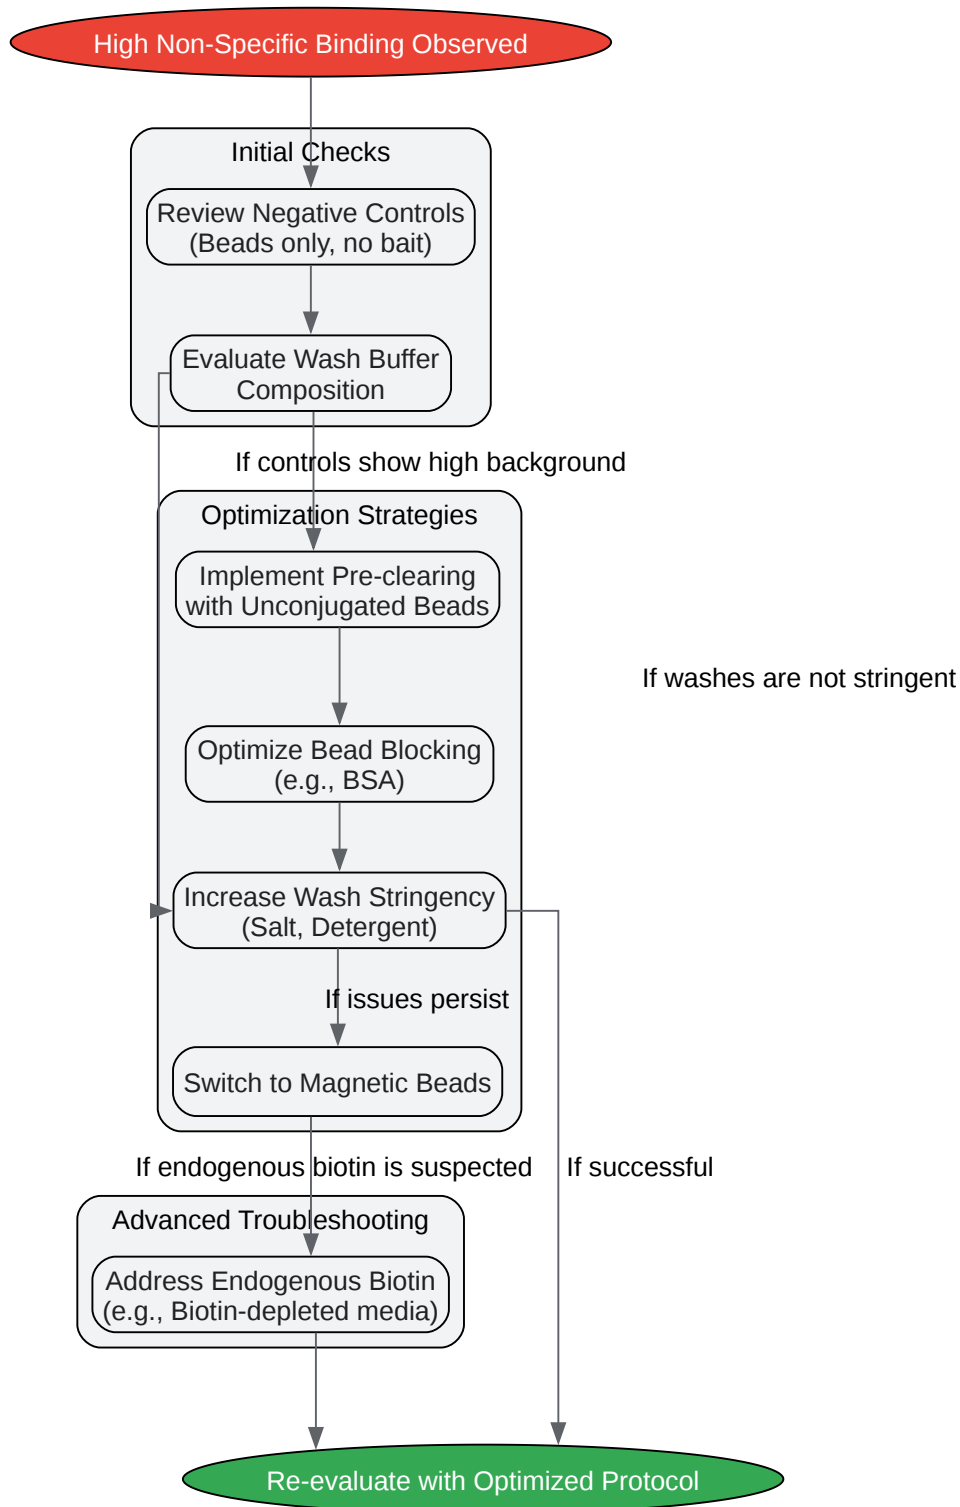 High Non-Specific Binding Observed
Initial Checks
Review Negative Controls
(Beads only, no bait)
Evaluate Wash Buffer
Composition
If controls show high background
Optimization Strategies
Implement Pre-clearing
with Unconjugated Beads
If washes are not stringent
Optimize Bead Blocking
(e.g., BSA)
Increase Wash Stringency
(Salt, Detergent)
If issues persist
Switch to Magnetic Beads
If endogenous biotin is suspected
If successful
Advanced Troubleshooting
Address Endogenous Biotin
(e.g., Biotin-depleted media)
Re-evaluate with Optimized Protocol